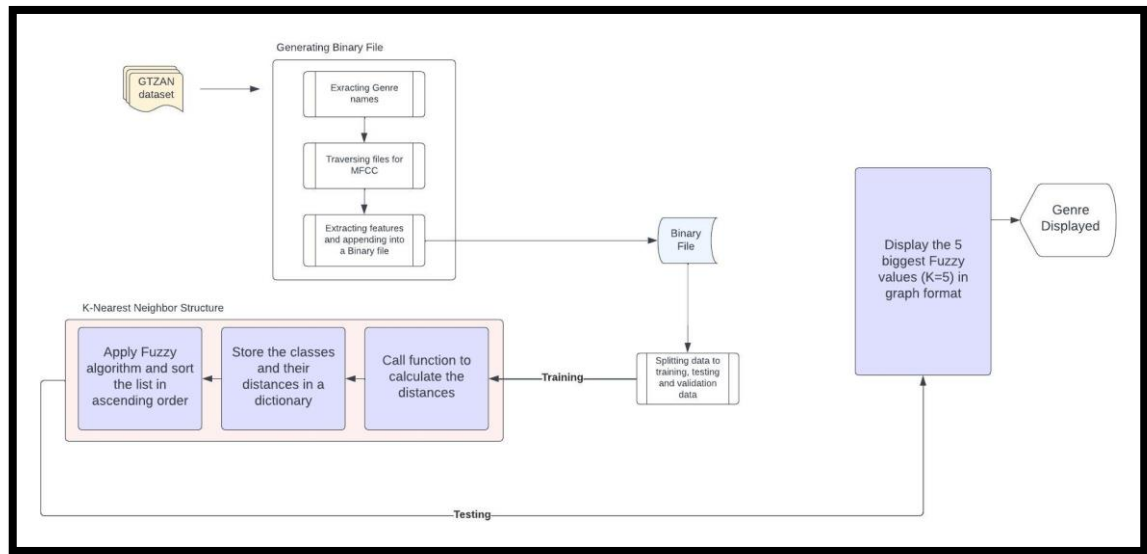 Generating Binary File
GTZAN
dataset
Extracting Genre
names
Traversing files for
MFCC
Extracting features
and appending into
a Binary file
Binary
File
Splitting data to
training, testing
and validation
data
Training
K-Nearest Neighbor Structure
Call function to
calculate the
distances
Store the classes
and their
distances in a
dictionary
Apply Fuzzy
algorithm and sort
the list in
ascending order
Testing
Display the 5
biggest Fuzzy
values (K=5) in
graph format
Genre
Displayed